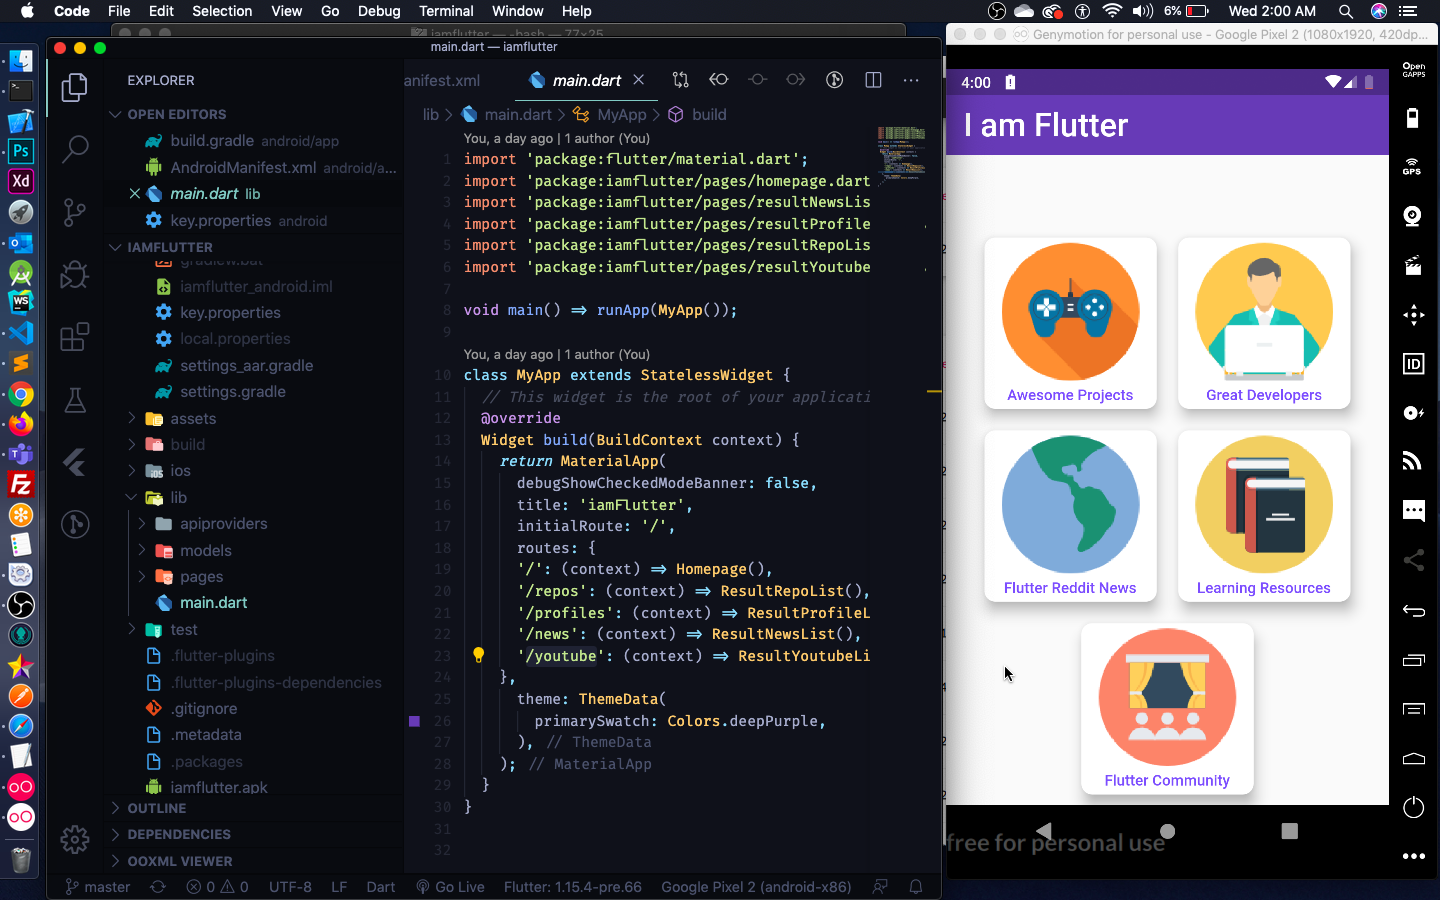 Code File Edit Selection View Go Debug Terminal Window Help
6% Wed 2:00 AM
iamflutter — -bash — 77×25
main.dart — iamflutter
Genymotion for personal use - Google Pixel 2 (1080x1920, 420dp...
EXPLORER
OPEN EDITORS
build.gradle android/app
AndroidManifest.xml android/a...
main.dart lib
key.properties android
IAMFLUTTER
gradlew.bat
iamflutter_android.iml
key.properties
local.properties
settings_aar.gradle
settings.gradle
assets
build
ios
lib
apiproviders
models
pages
main.dart
test
.flutter-plugins
.flutter-plugins-dependencies
.gitignore
.metadata
.packages
iamflutter.apk
OUTLINE
DEPENDENCIES
OOXML VIEWER
anifest.xml main.dart
lib main.dart MyApp build
You, a day ago | 1 author (You)
1 import 'package:flutter/material.dart';
2 import 'package:iamflutter/pages/homepage.dart
3 import 'package:iamflutter/pages/resultNewsLis
4 import 'package:iamflutter/pages/resultProfile
5 import 'package:iamflutter/pages/resultRepoLis
6 import 'package:iamflutter/pages/resultYoutube
7
8 void main() => runApp(MyApp());
9
You, a day ago | 1 author (You)
10 class MyApp extends StatelessWidget {
11 // This widget is the root of your applicati
12 @override
13 Widget build(BuildContext context) {
14 return MaterialApp(
15 debugShowCheckedModeBanner: false,
16 title: 'iamFlutter',
17 initialRoute: '/',
18 routes: {
19 '/': (context) => Homepage(),
20 '/repos': (context) => ResultRepoList(),
21 '/profiles': (context) => ResultProfileL
22 '/news': (context) => ResultNewsList(),
23 '/youtube': (context) => ResultYoutubeLi
24 },
25 theme: ThemeData(
26 primarySwatch: Colors.deepPurple,
27 ), // ThemeData
28 ); // MaterialApp
29 }
30 }
31
32
master 0 0 UTF-8 LF Dart Go Live Flutter: 1.15.4-pre.66 Google Pixel 2 (android-x86)
4:00
I am Flutter
Awesome Projects
Great Developers
Flutter Reddit News
Learning Resources
Flutter Community
free for personal use
Open
GAPPS
GPS
ID
Ps
Xd
WS
Fz